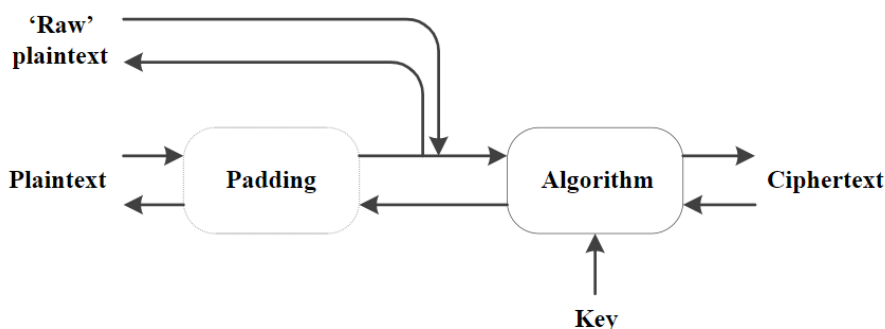 ‘Raw’
plaintext
Plaintext
Padding
Algorithm
Ciphertext
Key